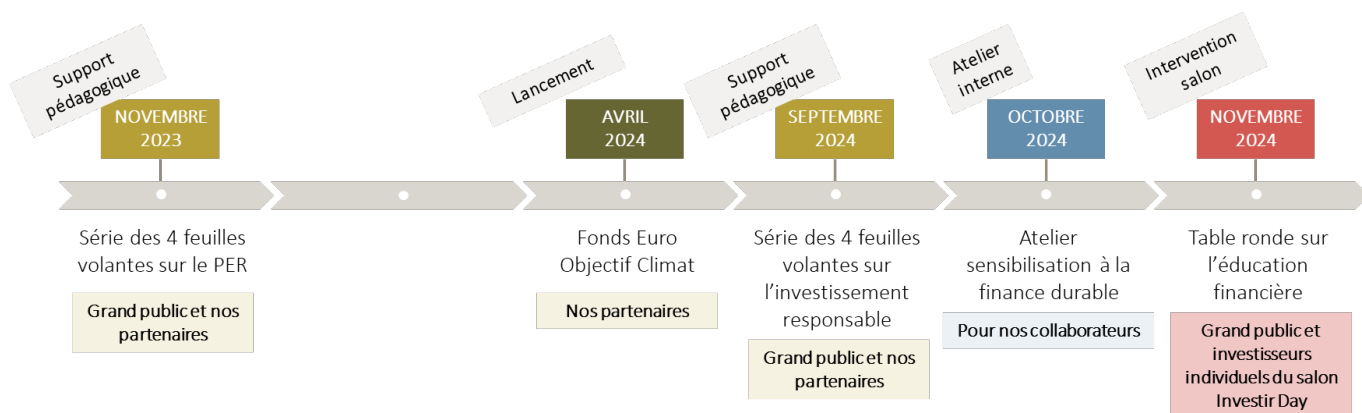 Support
pédagogique
NOVEMBRE
2023
Série des 4 feuilles
volantes sur le PER
Grand public et nos
partenaires
Lancement
AVRIL
2024
Fonds Euro
Objectif Climat
Nos partenaires
Support
pédagogique
SEPTEMBRE
2024
Série des 4 feuilles
volantes sur
l’investissement
responsable
Grand public et nos
partenaires
Atelier
interne
OCTOBRE
2024
Atelier
sensibilisation à la
finance durable
Pour nos collaborateurs
Intervention
salon
NOVEMBRE
2024
Table ronde sur
l’éducation
financière
Grand public et
investisseurs
individuels du salon
Investir Day